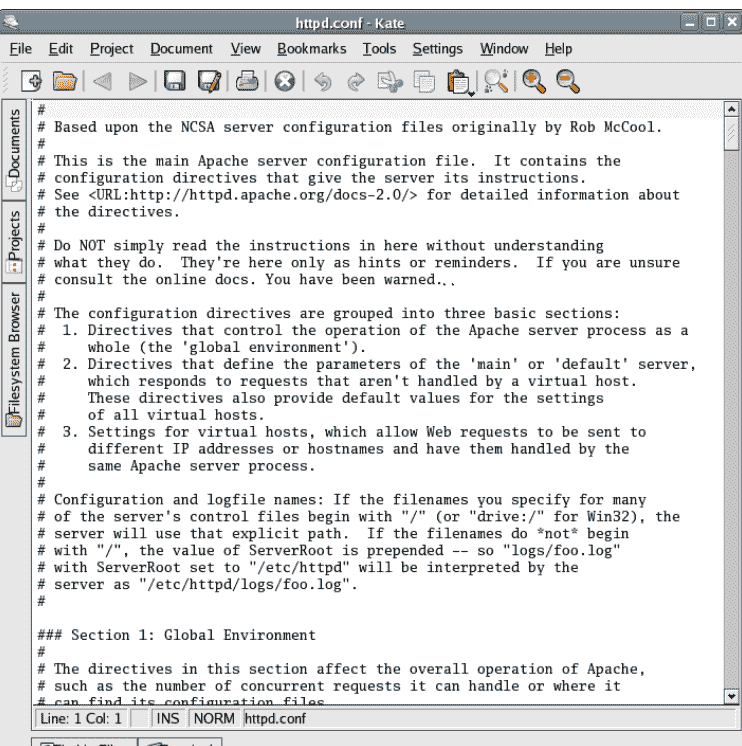 httpd.conf - Kate
File Edit Project Document View Bookmarks Tools Settings Window Help
Documents
Projects
Filesystem Browser
#
# Based upon the NCSA server configuration files originally by Rob McCool.
#
# This is the main Apache server configuration file.  It contains the
# configuration directives that give the server its instructions.
# See <URL:http://httpd.apache.org/docs-2.0/> for detailed information about
# the directives.
#
# Do NOT simply read the instructions in here without understanding
# what they do.  They're here only as hints or reminders.  If you are unsure
# consult the online docs. You have been warned...
#
# The configuration directives are grouped into three basic sections:
#  1. Directives that control the operation of the Apache server process as a
#     whole (the 'global environment').
#  2. Directives that define the parameters of the 'main' or 'default' server,
#     which responds to requests that aren't handled by a virtual host.
#     These directives also provide default values for the settings
#     of all virtual hosts.
#  3. Settings for virtual hosts, which allow Web requests to be sent to
#     different IP addresses or hostnames and have them handled by the
#     same Apache server process.
#
# Configuration and logfile names: If the filenames you specify for many
# of the server's control files begin with "/" (or "drive:/" for Win32), the
# server will use that explicit path.  If the filenames do *not* begin
# with "/", the value of ServerRoot is prepended -- so "logs/foo.log"
# with ServerRoot set to "/etc/httpd" will be interpreted by the
# server as "/etc/httpd/logs/foo.log".
#
### Section 1: Global Environment
#
# The directives in this section affect the overall operation of Apache,
# such as the number of concurrent requests it can handle or where it
# can find its configuration files
Line: 1 Col: 1 INS NORM httpd.conf